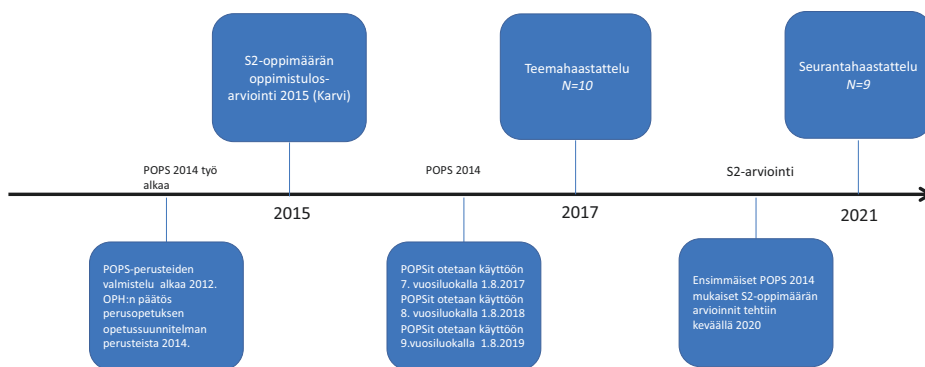 S2-oppimäärän
oppimistulos-
arviointi 2015 (Karvi)
Teemahaastattelu
N=10
Seurantahaastattelu
N=9
POPS 2014 työ
alkaa
POPS 2014
S2-arviointi
2015
2017
2021
POPS-perusteiden
valmistelu alkaa 2012.
OPH:n päätös
perusopetuksen
opetussuunnitelman
perusteista 2014.
POPSit otetaan käyttöön
7. vuosiluokalla 1.8.2017
POPSit otetaan käyttöön
8. vuosiluokalla 1.8.2018
POPSit otetaan käyttöön
9.vuosiluokalla 1.8.2019
Ensimmäiset POPS 2014
mukaiset S2-oppimäärän
arvioinnit tehtiin
keväällä 2020